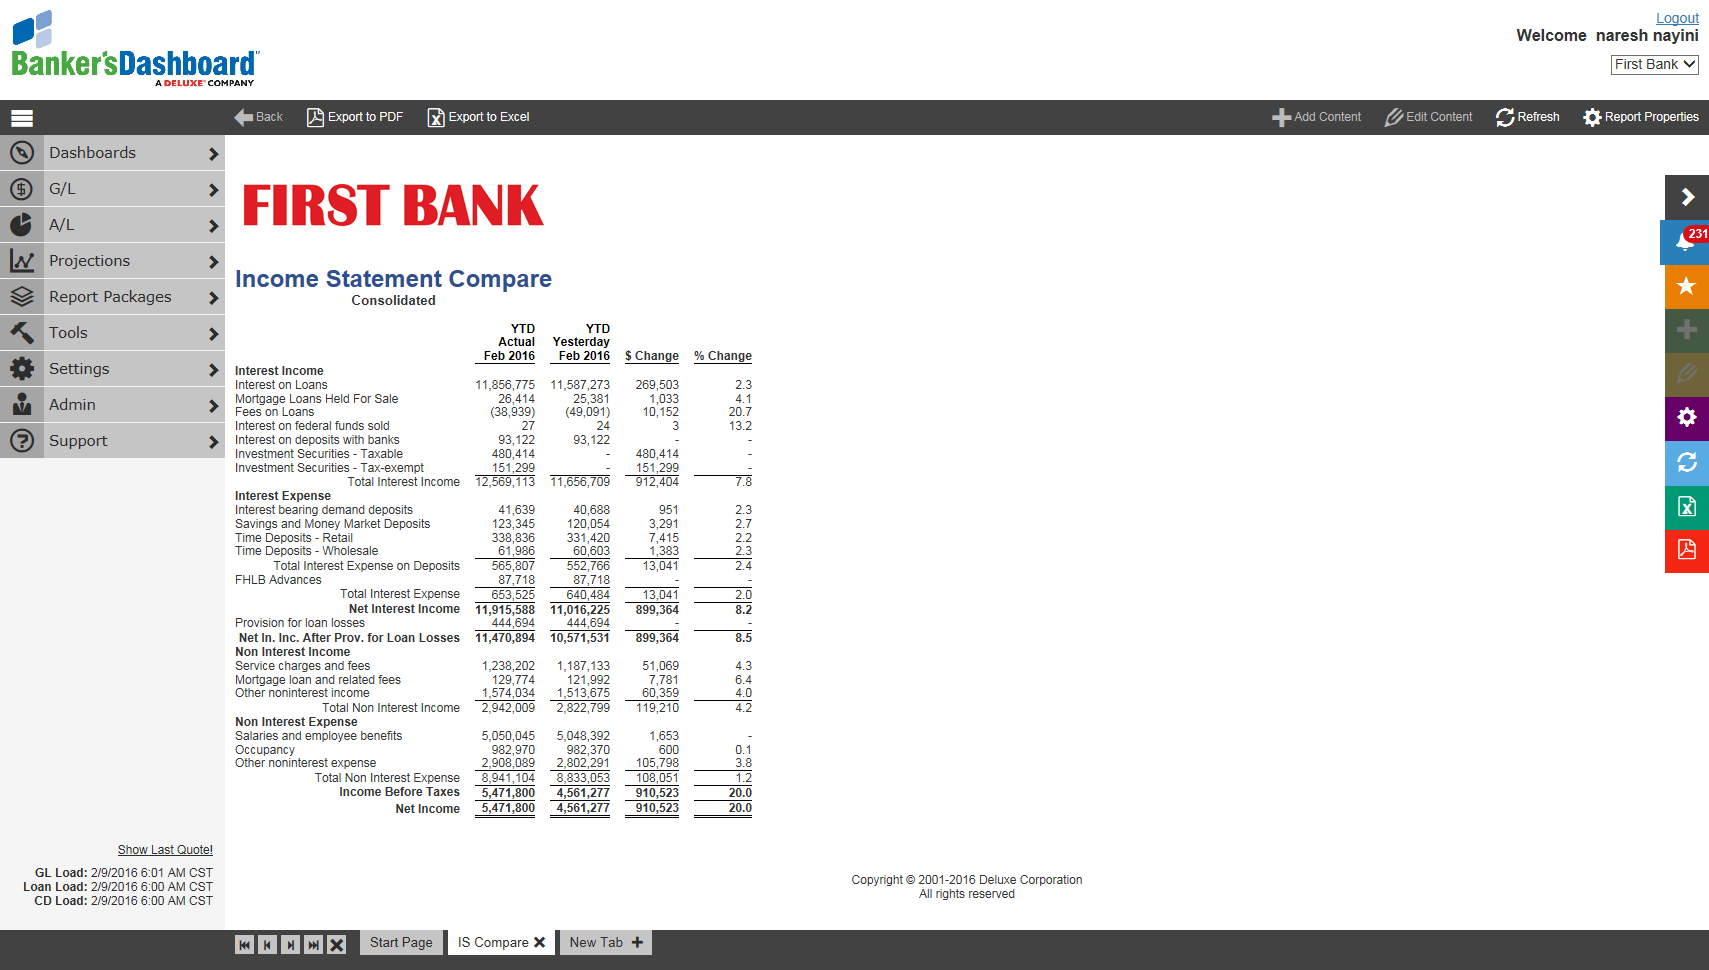 Logout
Welcome naresh nayini
First Bank
Banker'sDashboard
A DELUXE COMPANY
Back Export to PDF Export to Excel Add Content Edit Content Refresh Report Properties
Dashboards
G/L
A/L
Projections
Report Packages
Tools
Settings
Admin
Support
231
FIRST BANK
Income Statement Compare
Consolidated
YTD YTD
Actual Yesterday
Feb 2016 Feb 2016 $ Change % Change
Interest Income
Interest on Loans 11,856,775 11,587,273 269,503 2.3
Mortgage Loans Held For Sale 26,414 25,381 1,033 4.1
Fees on Loans (38,939) (49,091) 10,152 20.7
Interest on federal funds sold 27 24 3 13.2
Interest on deposits with banks 93,122 93,122 - -
Investment Securities - Taxable 480,414 - 480,414 -
Investment Securities - Tax-exempt 151,299 - 151,299 -
Total Interest Income 12,569,113 11,656,709 912,404 7.8
Interest Expense
Interest bearing demand deposits 41,639 40,688 951 2.3
Savings and Money Market Deposits 123,345 120,054 3,291 2.7
Time Deposits - Retail 338,836 331,420 7,415 2.2
Time Deposits - Wholesale 61,986 60,603 1,383 2.3
Total Interest Expense on Deposits 565,807 552,766 13,041 2.4
FHLB Advances 87,718 87,718 - -
Total Interest Expense 653,525 640,484 13,041 2.0
Net Interest Income 11,915,588 11,016,225 899,364 8.2
Provision for loan losses 444,694 444,694 - -
Net In. Inc. After Prov. for Loan Losses 11,470,894 10,571,531 899,364 8.5
Non Interest Income
Service charges and fees 1,238,202 1,187,133 51,069 4.3
Mortgage loan and related fees 129,774 121,992 7,781 6.4
Other noninterest income 1,574,034 1,513,675 60,359 4.0
Total Non Interest Income 2,942,009 2,822,799 119,210 4.2
Non Interest Expense
Salaries and employee benefits 5,050,045 5,048,392 1,653 -
Occupancy 982,970 982,370 600 0.1
Other noninterest expense 2,908,089 2,802,291 105,798 3.8
Total Non Interest Expense 8,941,104 8,833,053 108,051 1.2
Income Before Taxes 5,471,800 4,561,277 910,523 20.0
Net Income 5,471,800 4,561,277 910,523 20.0
Show Last Quote!
GL Load: 2/9/2016 6:01 AM CST
Loan Load: 2/9/2016 6:00 AM CST
CD Load: 2/9/2016 6:00 AM CST
Copyright © 2001-2016 Deluxe Corporation
All rights reserved
Start Page IS Compare New Tab